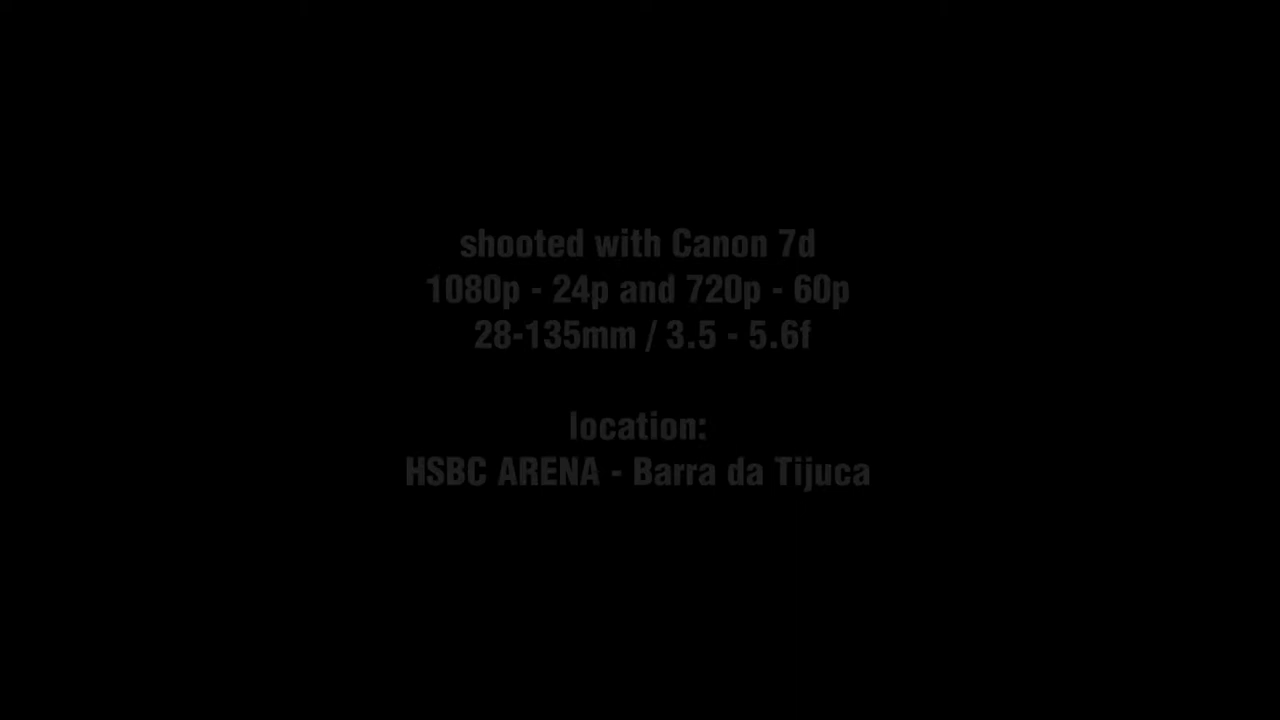 shooted with Canon 7d
1080p - 24p and 720p - 60p
28-135mm / 3.5 - 5.6f
location:
HSBC ARENA - Barra da Tijuca